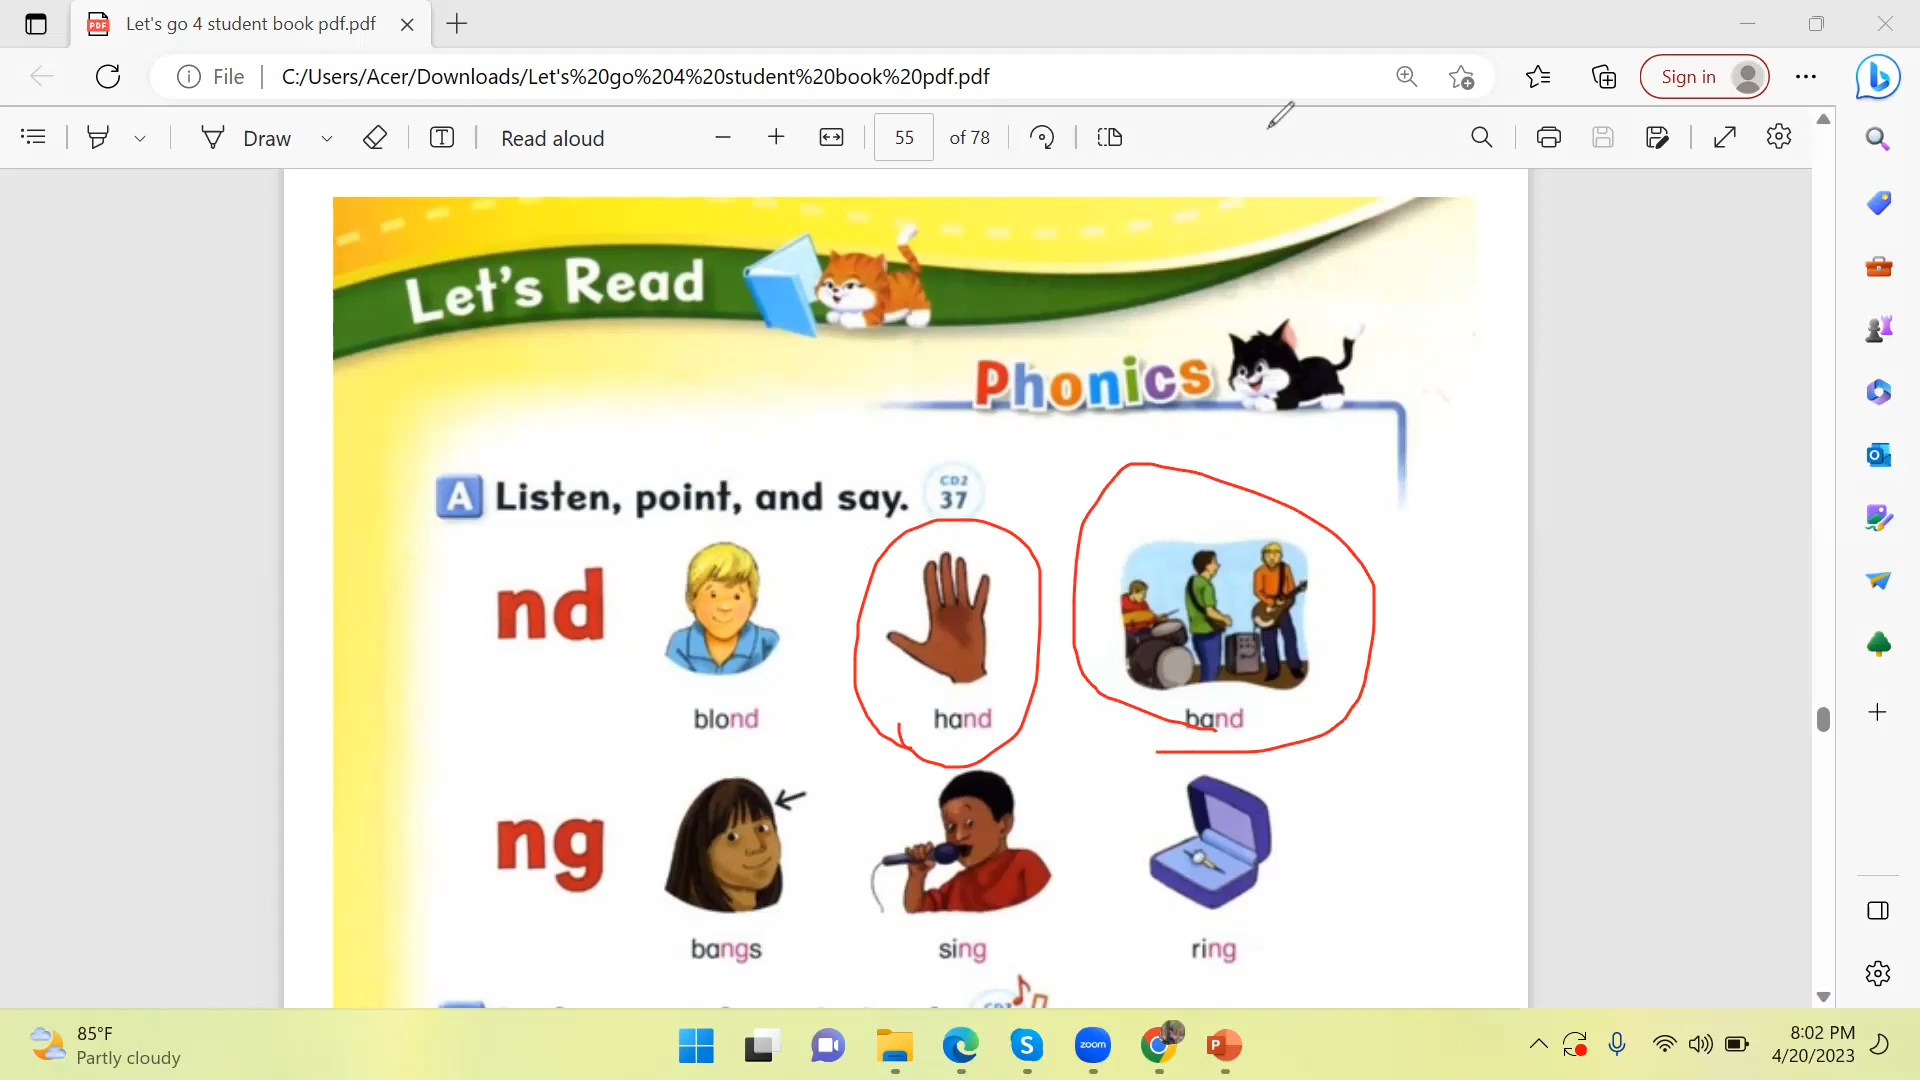 Let's go 4 student book pdf.pdf
File C:/Users/Acer/Downloads/Let's%20go%204%20student%20book%20pdf.pdf Sign in
Draw Read aloud 55 of 78
Let's Read
Phonics
A Listen, point, and say. CD2 37
nd
blond hand band
ng
bangs sing ring
85°F
Partly cloudy
zoom
8:02 PM
4/20/2023